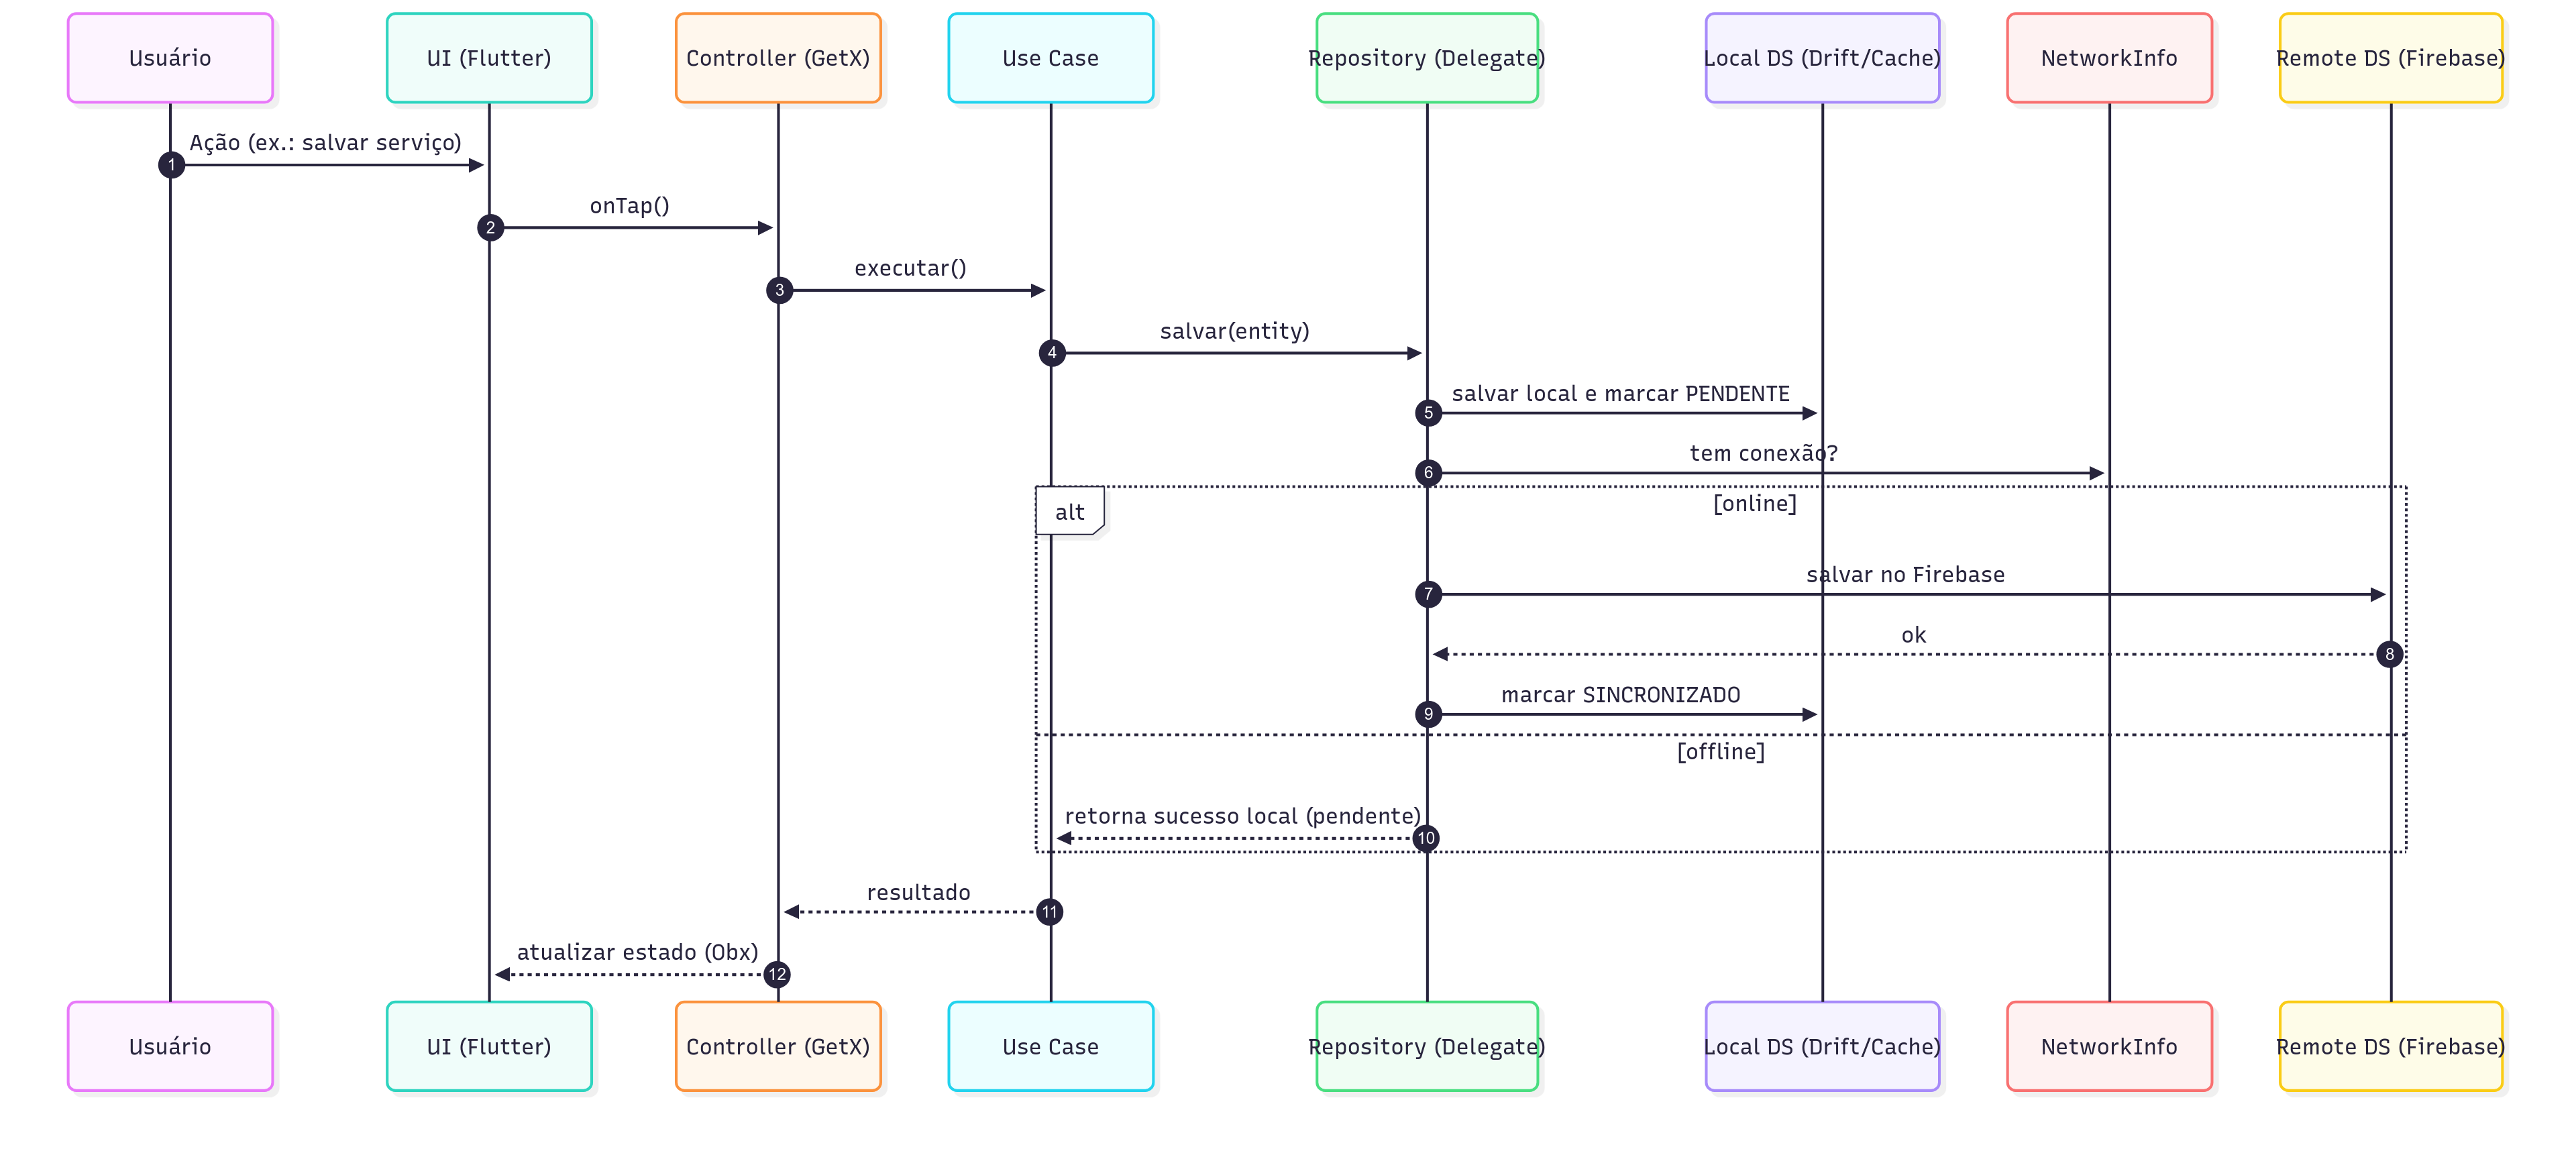 Usuário
UI (Flutter)
Controller (GetX)
Use Case
Repository (Delegate)
Local DS (Drift/Cache)
NetworkInfo
Remote DS (Firebase)
Ação (ex.: salvar serviço)
1
onTap()
2
executar()
3
salvar(entity)
4
salvar local e marcar PENDENTE
5
tem conexão?
6
alt
[online]
salvar no Firebase
7
ok
8
marcar SINCRONIZADO
9
[offline]
retorna sucesso local (pendente)
10
resultado
11
atualizar estado (Obx)
12
Usuário
UI (Flutter)
Controller (GetX)
Use Case
Repository (Delegate)
Local DS (Drift/Cache)
NetworkInfo
Remote DS (Firebase)